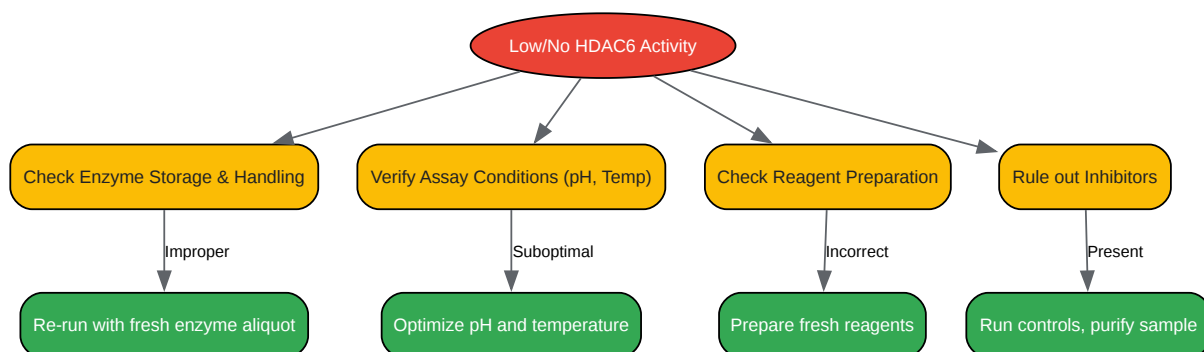 Low/No HDAC6 Activity
Check Enzyme Storage & Handling
Verify Assay Conditions (pH, Temp)
Check Reagent Preparation
Rule out Inhibitors
Improper
Suboptimal
Incorrect
Present
Re-run with fresh enzyme aliquot
Optimize pH and temperature
Prepare fresh reagents
Run controls, purify sample